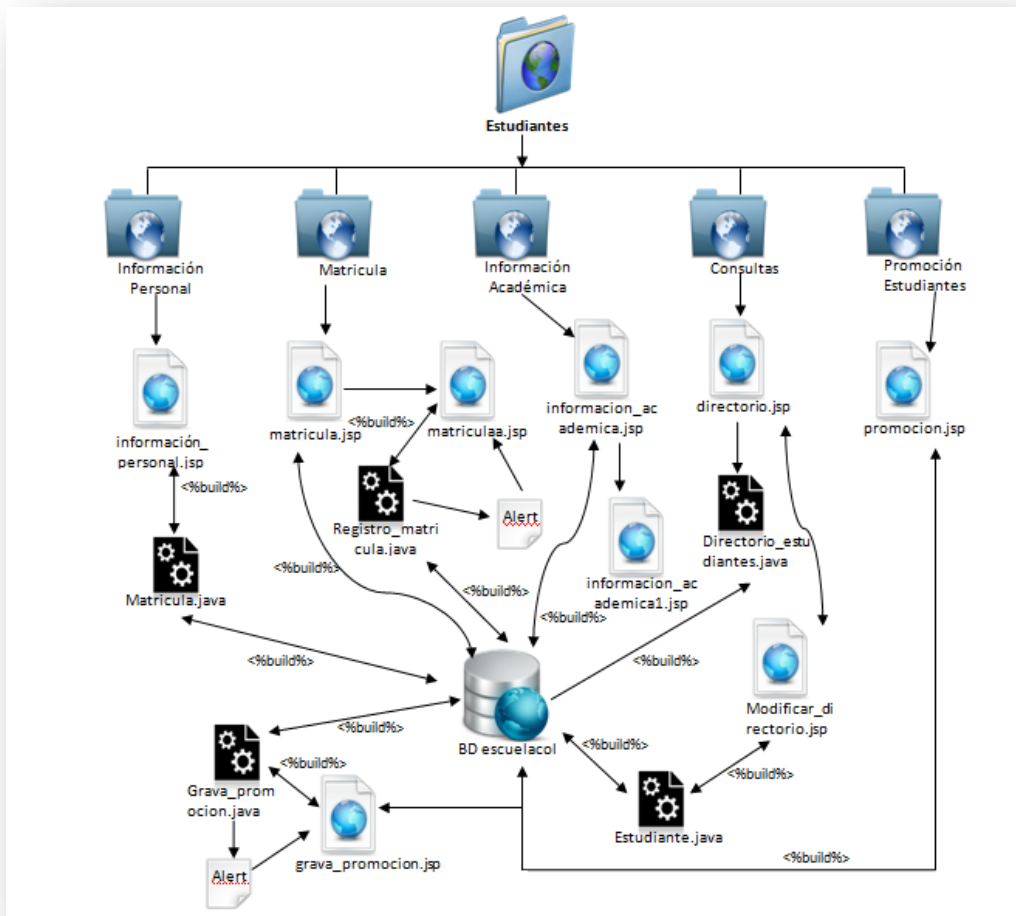 Estudiantes
Información
Personal
Matricula
Información
Académica
Consultas
Promoción
Estudiantes
información_
personal.jsp
<%build%>
Matricula.java
matricula.jsp
<%build%>
matriculaa.jsp
Registro_matri
cula.java
Alert
informacion_ac
ademica.jsp
informacion_ac
ademica1.jsp
directorio.jsp
Directorio_estu
diantes.java
promocion.jsp
<%build%>
<%build%>
<%build%>
<%build%>
<%build%>
Modificar_di
rectorio.jsp
BD escuelacol
<%build%>
<%build%>
<%build%>
<%build%>
Grava_prom
ocion.java
Estudiante.java
grava_promocion.jsp
<%build%>
Alert